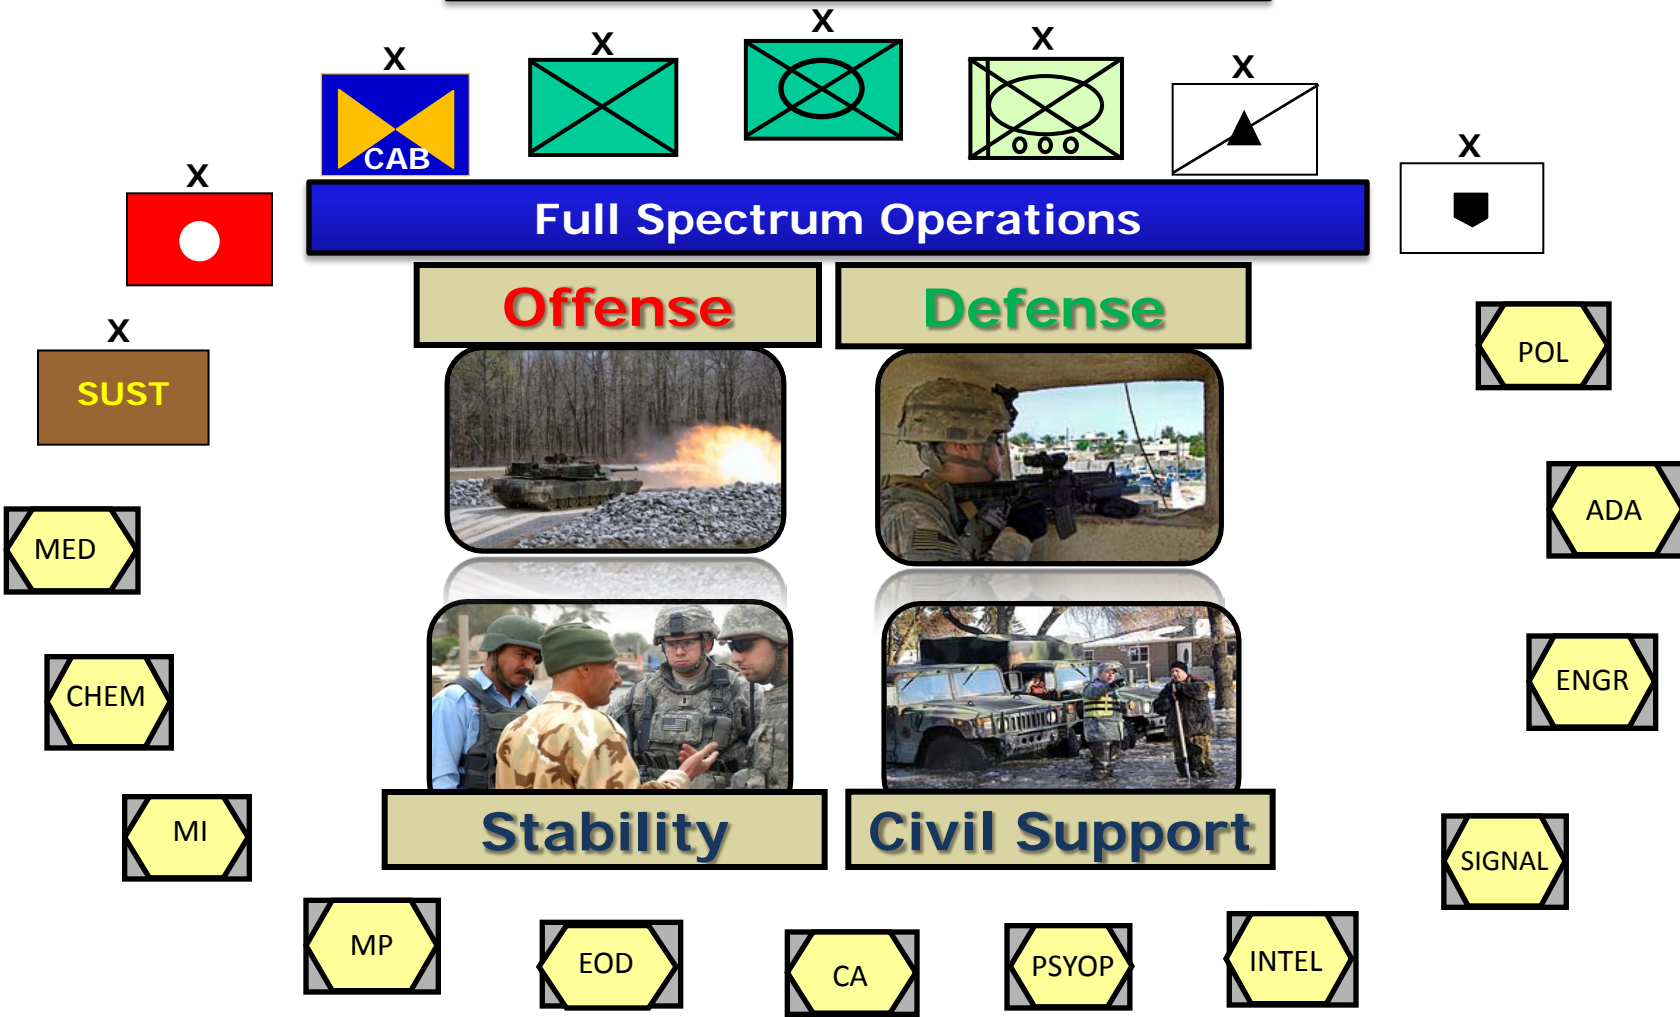 X
X
X
X
X
CAB
X
X
Full Spectrum Operations
Offense
Defense
X
SUST
POL
ADA
MED
ENGR
CHEM
MI
Stability
Civil Support
SIGNAL
MP
EOD
CA
PSYOP
INTEL